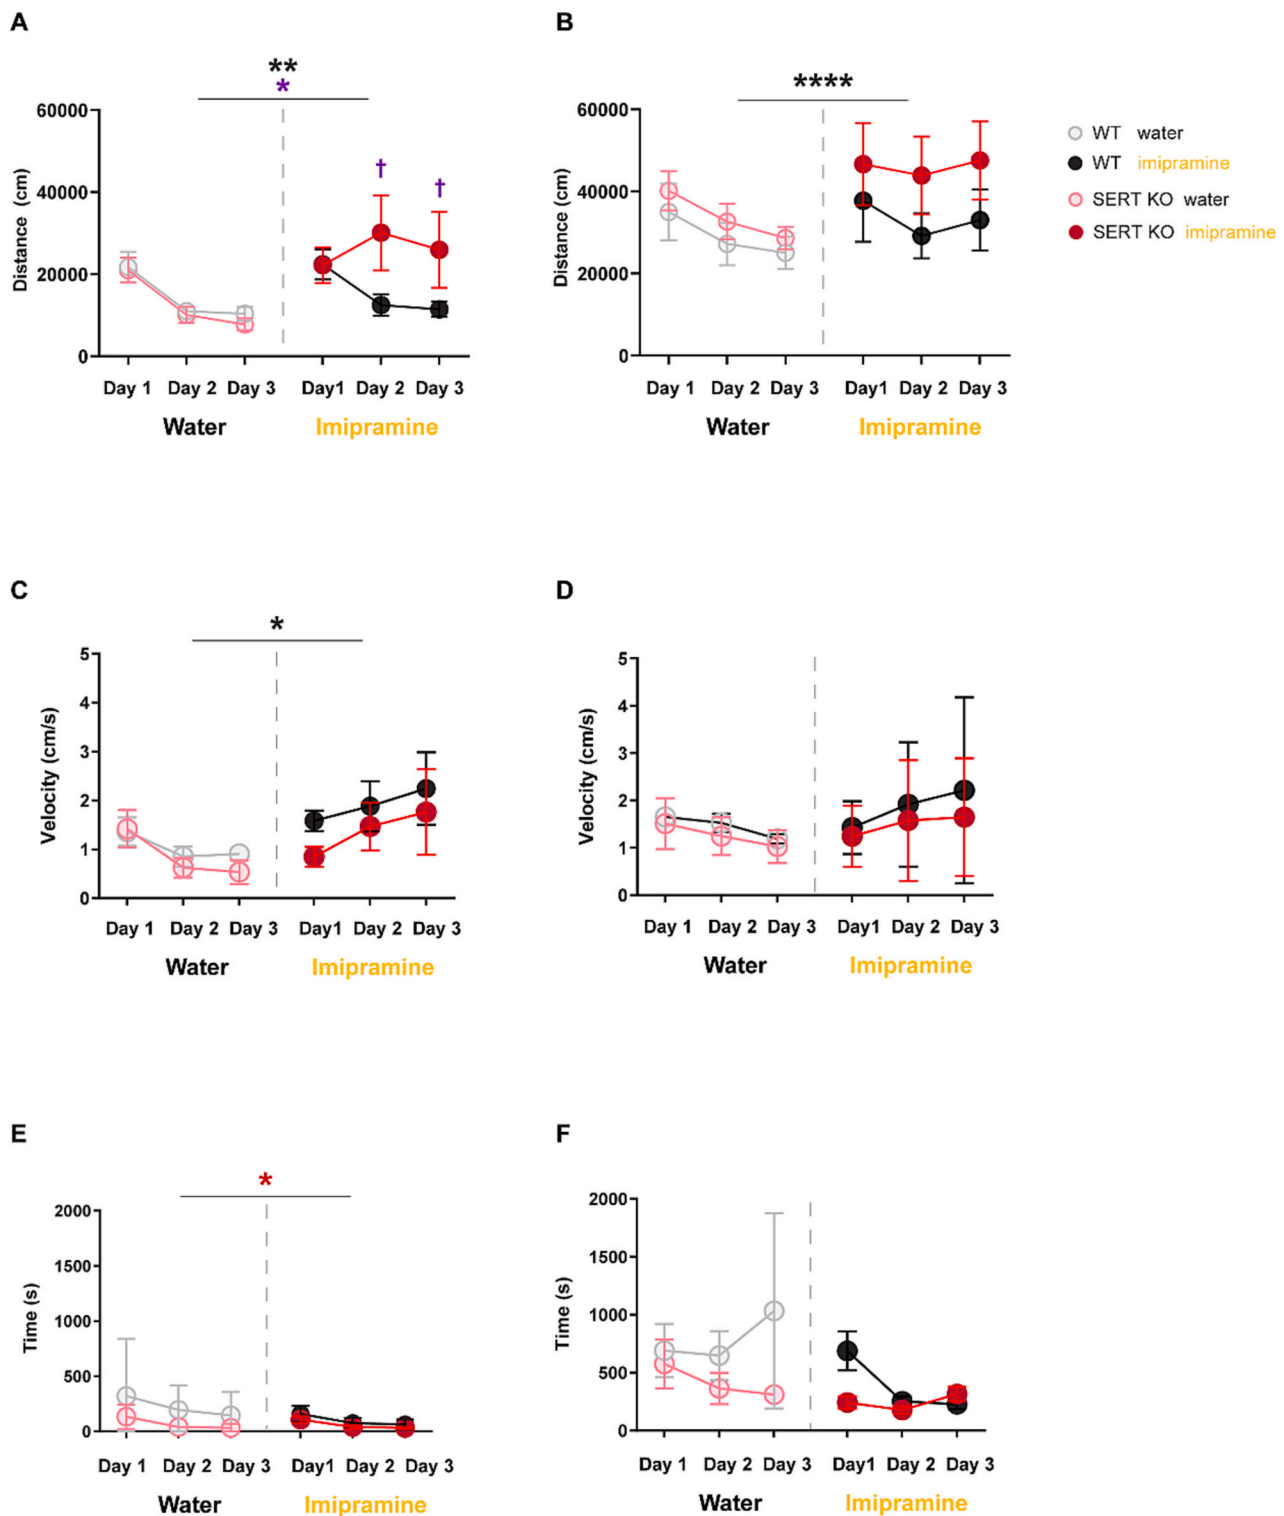 A
B
**
*
****
60000
40000
20000
0
Distance (cm)
† †
Day 1 Day 2 Day 3 Day1 Day 2 Day 3
Water Imipramine
60000
40000
20000
0
Distance (cm)
Day 1 Day 2 Day 3 Day1 Day 2 Day 3
Water Imipramine
WT water
WT imipramine
SERT KO water
SERT KO imipramine
C
D
*
5
4
3
2
1
0
Velocity (cm/s)
Day 1 Day 2 Day 3 Day1 Day 2 Day 3
Water Imipramine
5
4
3
2
1
0
Velocity (cm/s)
Day 1 Day 2 Day 3 Day1 Day 2 Day 3
Water Imipramine
E
F
*
2000
1500
1000
500
0
Time (s)
Day 1 Day 2 Day 3 Day1 Day 2 Day 3
Water Imipramine
2000
1500
1000
500
0
Time (s)
Day 1 Day 2 Day 3 Day1 Day 2 Day 3
Water Imipramine